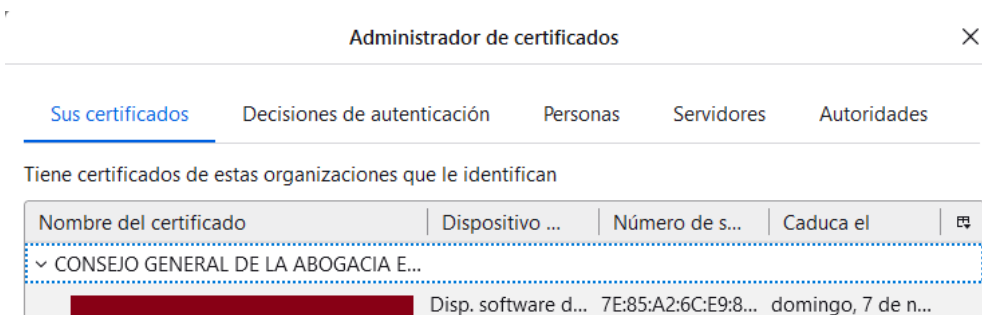 Administrador de certificados
Sus certificados Decisiones de autenticación Personas Servidores Autoridades
Tiene certificados de estas organizaciones que le identifican
Nombre del certificado Dispositivo ... Número de s... Caduca el
CONSEJO GENERAL DE LA ABOGACIA E...
Disp. software d... 7E:85:A2:6C:E9:8... domingo, 7 de n...